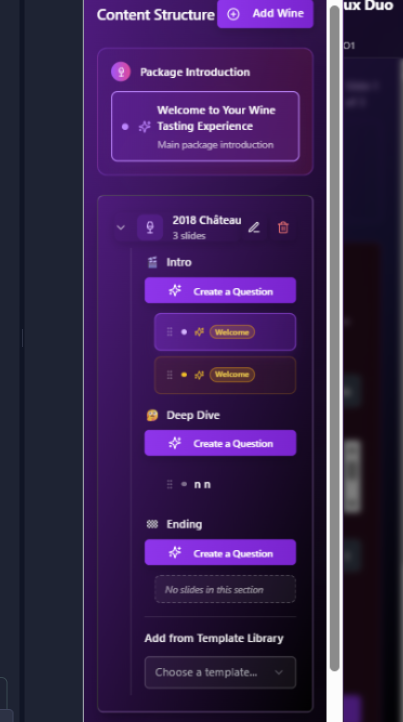 Content Structure
Add Wine
ux Duo
01
Package Introduction
Welcome to Your Wine
Tasting Experience
Main package introduction
2018 Château
3 slides
Intro
Create a Question
Welcome
Welcome
Deep Dive
Create a Question
n n
Ending
Create a Question
No slides in this section
Add from Template Library
Choose a template...